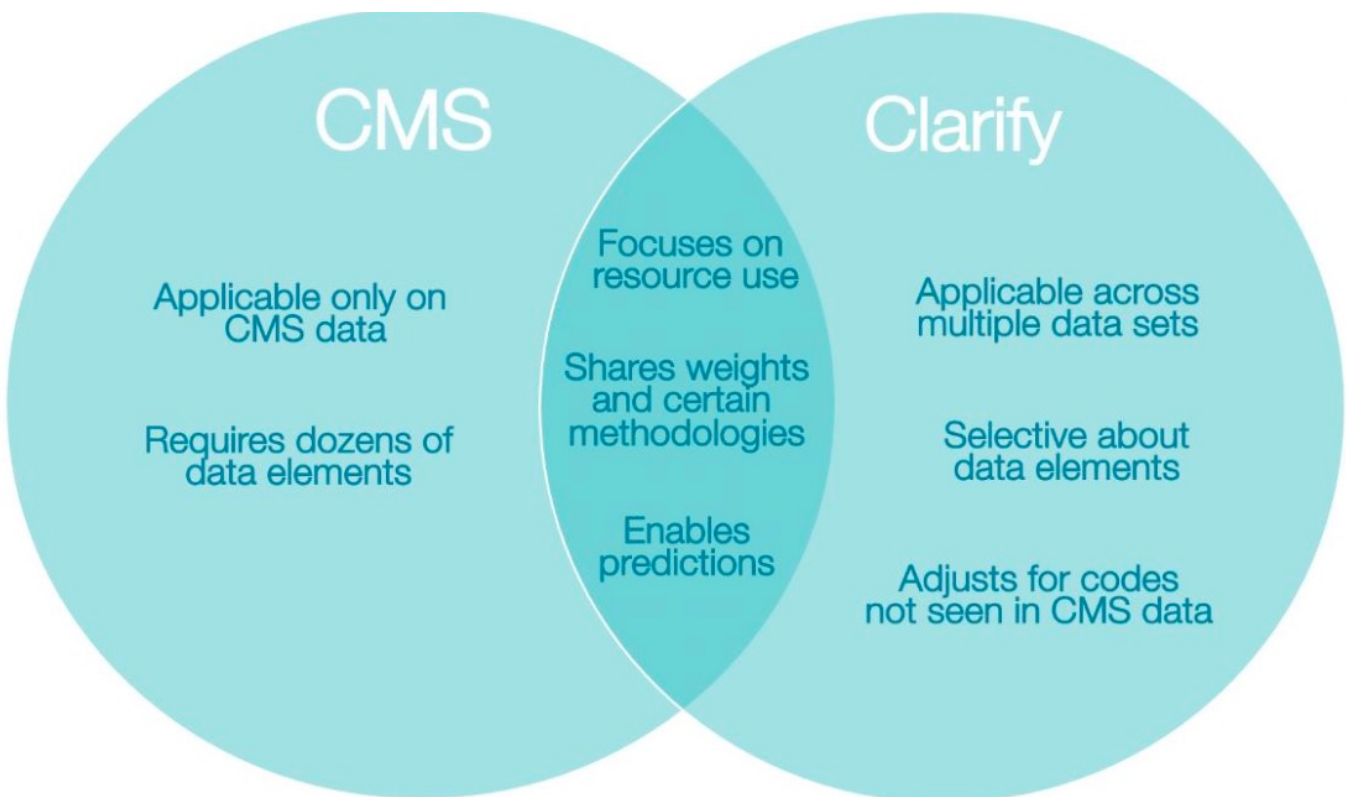 CMS
Applicable only on
CMS data
Requires dozens of
data elements
Focuses on
resource use
Shares weights
and certain
methodologies
Enables
predictions
Clarify
Applicable across
multiple data sets
Selective about
data elements
Adjusts for codes
not seen in CMS data